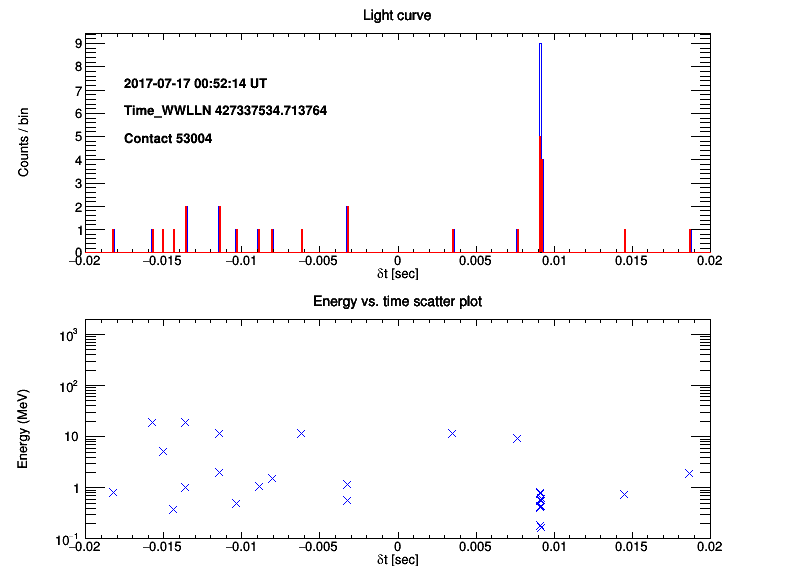 Light curve
Counts / bin
9
8
7
6
5
4
3
2
1
0
2017-07-17 00:52:14 UT
Time_WWLLN 427337534.713764
Contact 53004
−0.02 −0.015 −0.01 −0.005 0 0.005 0.01 0.015 0.02
δt [sec]
Energy vs. time scatter plot
Energy (MeV)
10³
10²
10
1
10⁻¹
−0.02 −0.015 −0.01 −0.005 0 0.005 0.01 0.015 0.02
δt [sec]